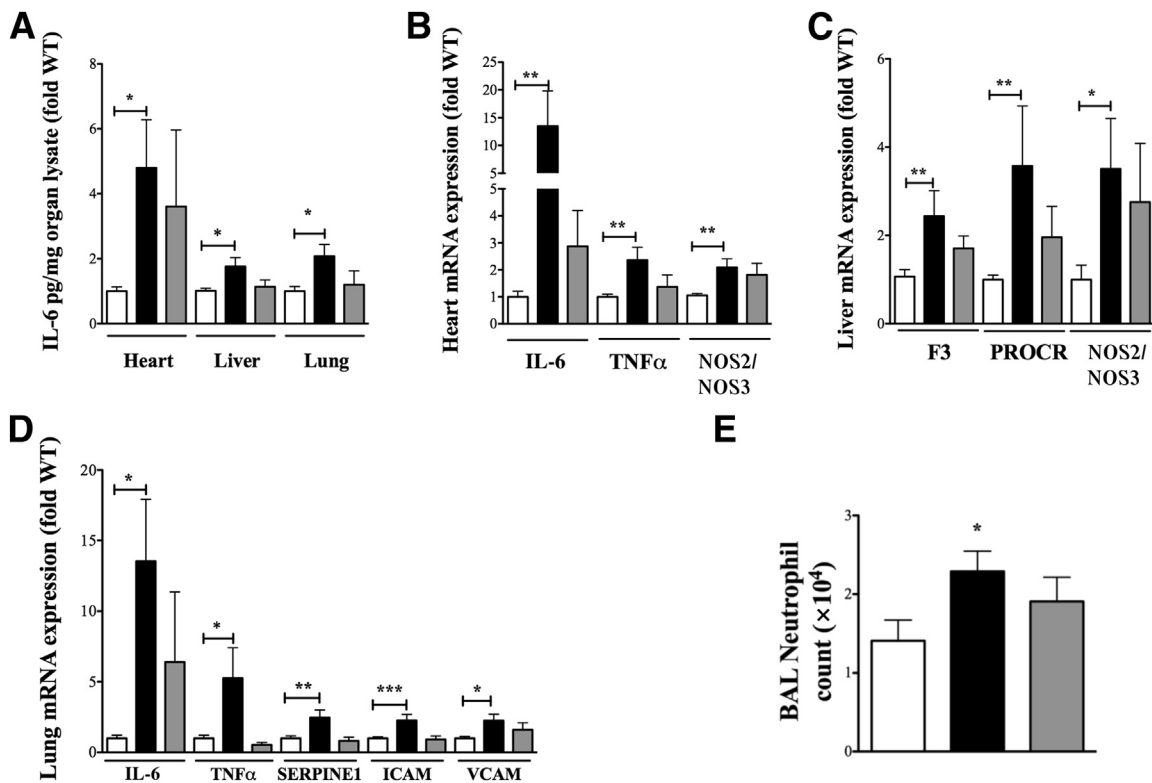 A
IL-6 pg/mg organ lysate (fold WT)
8
6
4
2
0
*
*
*
Heart Liver Lung
B
Heart mRNA expression (fold WT)
25
20
15
10
5
5
4
3
2
1
0
**
**
**
IL-6 TNFα NOS2/
NOS3
C
Liver mRNA expression (fold WT)
6
4
2
0
**
**
*
F3 PROCR NOS2/
NOS3
D
Lung mRNA expression (fold WT)
20
15
10
5
0
*
*
**
***
*
IL-6 TNFα SERPINE1 ICAM VCAM
E
BAL Neutrophil
count (×10⁴)
3
2
1
0
*